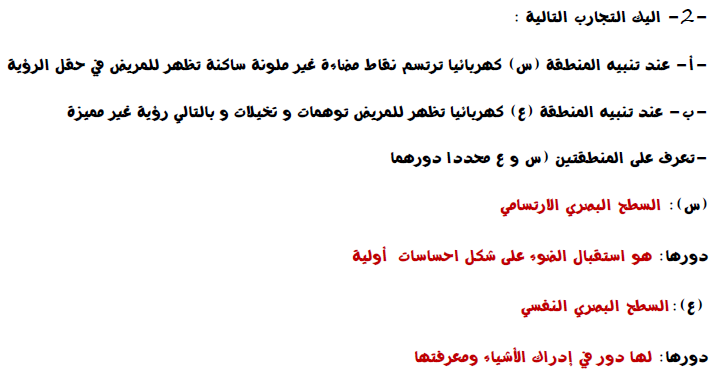 -2- اليك التجارب التالية :
-أ- عند تنبيه المنطقة (س) كهربائيا ترتسم نقاط مضاءة غير ملونة ساكنة تظهر للمريض في حقل الرؤية
-ب- عند تنبيه المنطقة (ع) كهربائيا تظهر للمريض توهمات و تخيلات و بالتالي رؤية غير مميزة
-تعرف على المنطقتين (س و ع محددا دورهما
(س): السطح البصري الارتسامي
دورها: هو استقبال الضوء على شكل احساسات أولية
(ع): السطح البصري النفسي
دورها: لها دور في إدراك الأشياء ومعرفتها